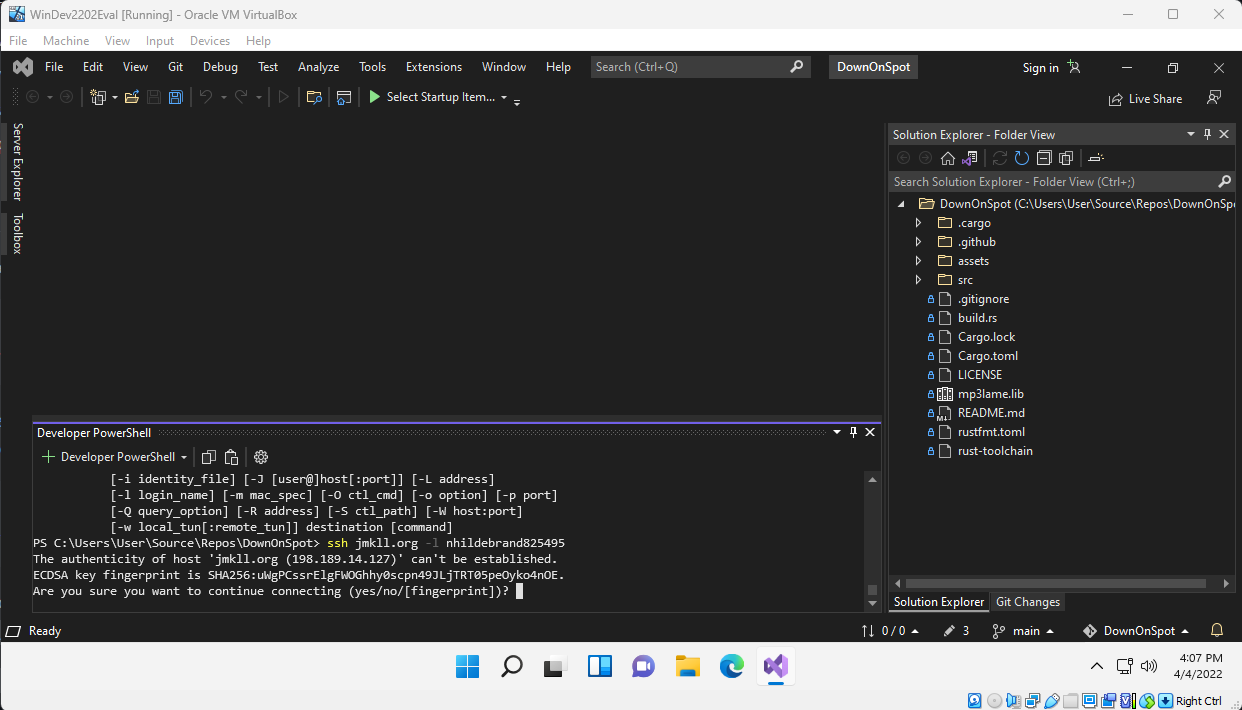 WinDev2202Eval [Running] - Oracle VM VirtualBox
File Machine View Input Devices Help
File Edit View Git Debug Test Analyze Tools Extensions Window Help Search (Ctrl+Q) DownOnSpot Sign in
Select Startup Item... Live Share
Server Explorer
Toolbox
Solution Explorer - Folder View
Search Solution Explorer - Folder View (Ctrl+;)
DownOnSpot (C:\Users\User\Source\Repos\DownOnSpo
.cargo
.github
assets
src
.gitignore
build.rs
Cargo.lock
Cargo.toml
LICENSE
mp3lame.lib
README.md
rustfmt.toml
rust-toolchain
Solution Explorer Git Changes
Developer PowerShell
Developer PowerShell
[-i identity_file] [-J [user@]host[:port]] [-L address]
[-l login_name] [-m mac_spec] [-O ctl_cmd] [-o option] [-p port]
[-Q query_option] [-R address] [-S ctl_path] [-W host:port]
[-w local_tun[:remote_tun]] destination [command]
PS C:\Users\User\Source\Repos\DownOnSpot> ssh jmkll.org -l nhildebrand825495
The authenticity of host 'jmkll.org (198.189.14.127)' can't be established.
ECDSA key fingerprint is SHA256:uWgPCssrElgFWOGhhy0scpn49JLjTRT05peOyko4nOE.
Are you sure you want to continue connecting (yes/no/[fingerprint])?
Ready 0 / 0 3 main DownOnSpot
4:07 PM
4/4/2022
Right Ctrl